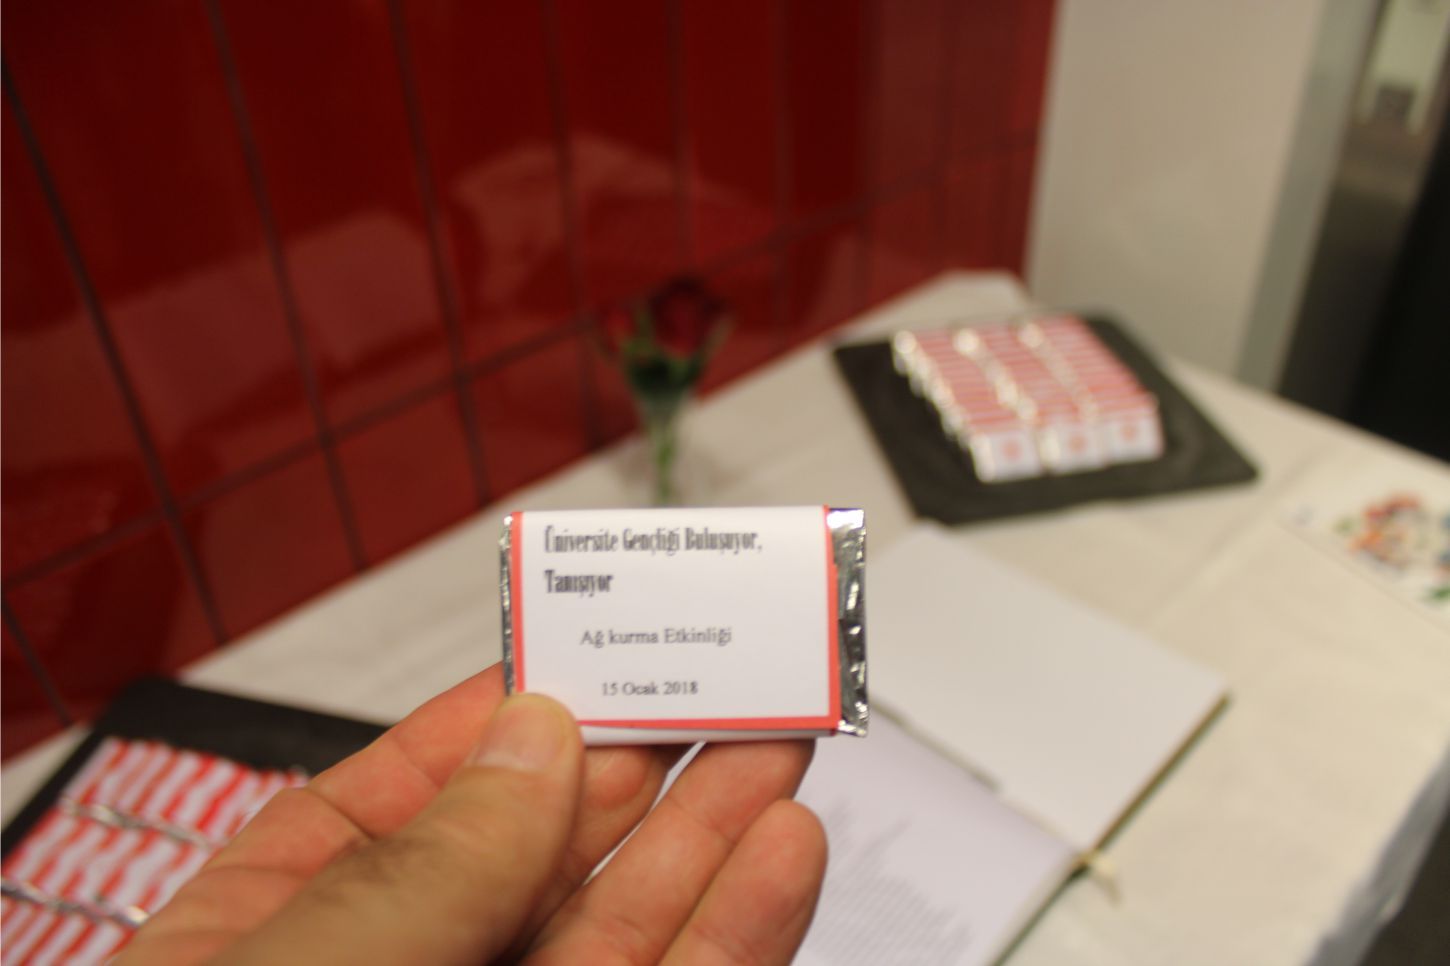 Üniversite Gençliği Buluşuyor,
Tanışıyor
Ağ kurma Etkinliği
15 Ocak 2018